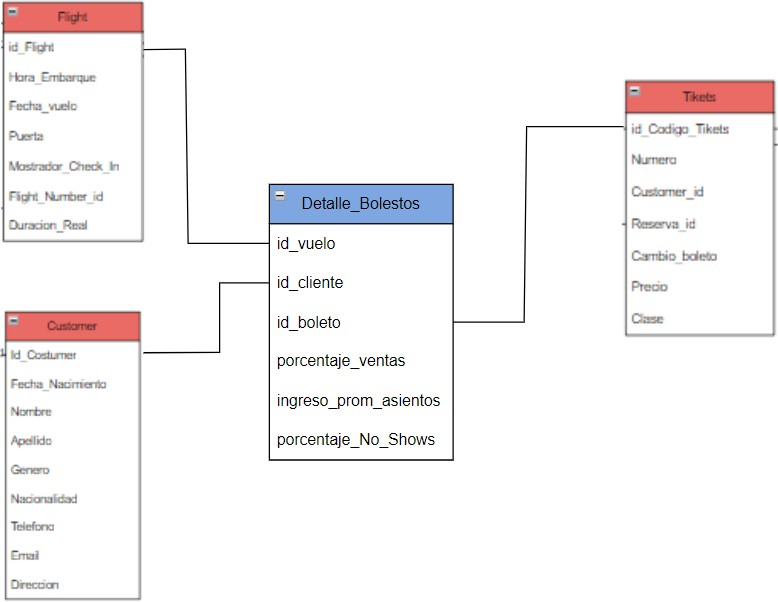 Flight
id_Flight
Hora_Embarque
Fecha_vuelo
Puerta
Mostrador_Check_In
Flight_Number_id
Duracion_Real
Customer
Id_Costumer
Fecha_Nacimiento
Nombre
Apellido
Genero
Nacionalidad
Telefono
Email
Direccion
Detalle_Bolestos
id_vuelo
id_cliente
id_boleto
porcentaje_ventas
ingreso_prom_asientos
porcentaje_No_Shows
Tikets
id_Codigo_Tikets
Numero
Customer_id
Reserva_id
Cambio_boleto
Precio
Clase